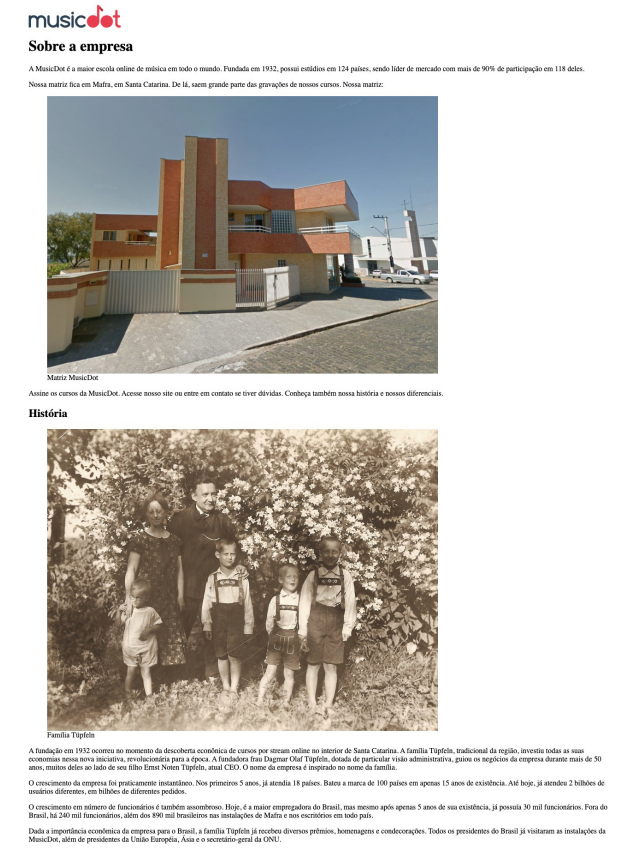 musicdot
Sobre a empresa
A MusicDot é a maior escola online de música em todo o mundo. Fundada em 1932, possui estúdios em 124 países, sendo líder de mercado com mais de 90% de participação em 118 deles.
Nossa matriz fica em Mafra, em Santa Catarina. De lá, saem grande parte das gravações de nossos cursos. Nossa matriz:
Matriz MusicDot
Assine os cursos da MusicDot. Acesse nosso site ou entre em contato se tiver dúvidas. Conheça também nossa história e nossos diferenciais.
História
Família Tüpfeln
A fundação em 1932 ocorreu no momento da descoberta econônica de cursos por stream online no interior de Santa Catarina. A família Tüpfeln, tradicional da região, investiu todas as suas
economias nessa nova iniciativa, revolucionária para a época. A fundadora frau Dagmar Olaf Tüpfeln, dotada de particular visão administrativa, guiou os negócios da empresa durante mais de 50
anos, muitos deles ao lado de seu filho Ernst Noten Tüpfeln, atual CEO. O nome da empresa é inspirado no nome da família.
O crescimento da empresa foi praticamente instantâneo. Nos primeiros 5 anos, já atendia 18 países. Bateu a marca de 100 países em apenas 15 anos de existência. Até hoje, já atendeu 2 bilhões de
usuários diferentes, em bilhões de diferentes pedidos.
O crescimento em número de funcionários é também assombroso. Hoje, é a maior empregadora do Brasil, mas mesmo após apenas 5 anos de sua existência, já possuía 30 mil funcionários. Fora do
Brasil, há 240 mil funcionários, além dos 890 mil brasileiros nas instalações de Mafra e nos escritórios em todo país.
Dada a importância econômica da empresa para o Brasil, a família Tüpfeln já recebeu diversos prêmios, homenagens e condecorações. Todos os presidentes do Brasil já visitaram as instalações da
MusicDot, além de presidentes da União Européia, Ásia e o secretário-geral da ONU.